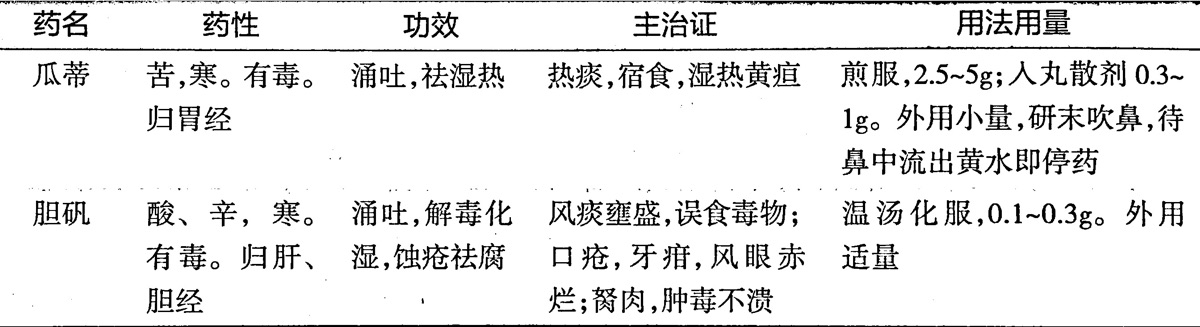 药名 药性 功效 主治证 用法用量
瓜蒂 苦,寒。有毒。 涌吐,祛湿热 热痰,宿食,湿热黄疸 煎服,2.5~5g;入丸散剂0.3~
归胃经 1g。外用小量,研末吹鼻,待
鼻中流出黄水即停药
胆矾 酸、辛,寒。 涌吐,解毒化 风痰壅盛,误食毒物; 温汤化服,0.1~0.3g。外用
有毒。归肝、 湿,蚀疮祛腐 口疮,牙疳,风眼赤 适量
胆经 烂;胬肉,肿毒不溃